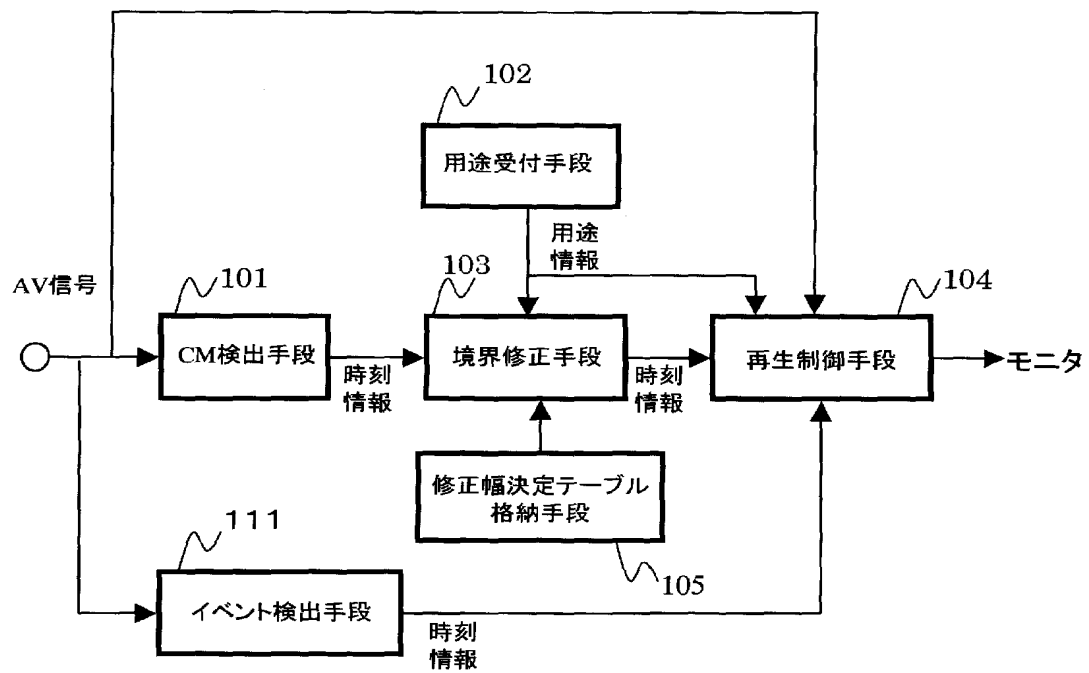 102
用途受付手段
用途
情報
AV信号
101
CM検出手段
時刻
情報
103
境界修正手段
時刻
情報
104
再生制御手段
モニタ
修正幅決定テーブル
格納手段
105
111
イベント検出手段
時刻
情報